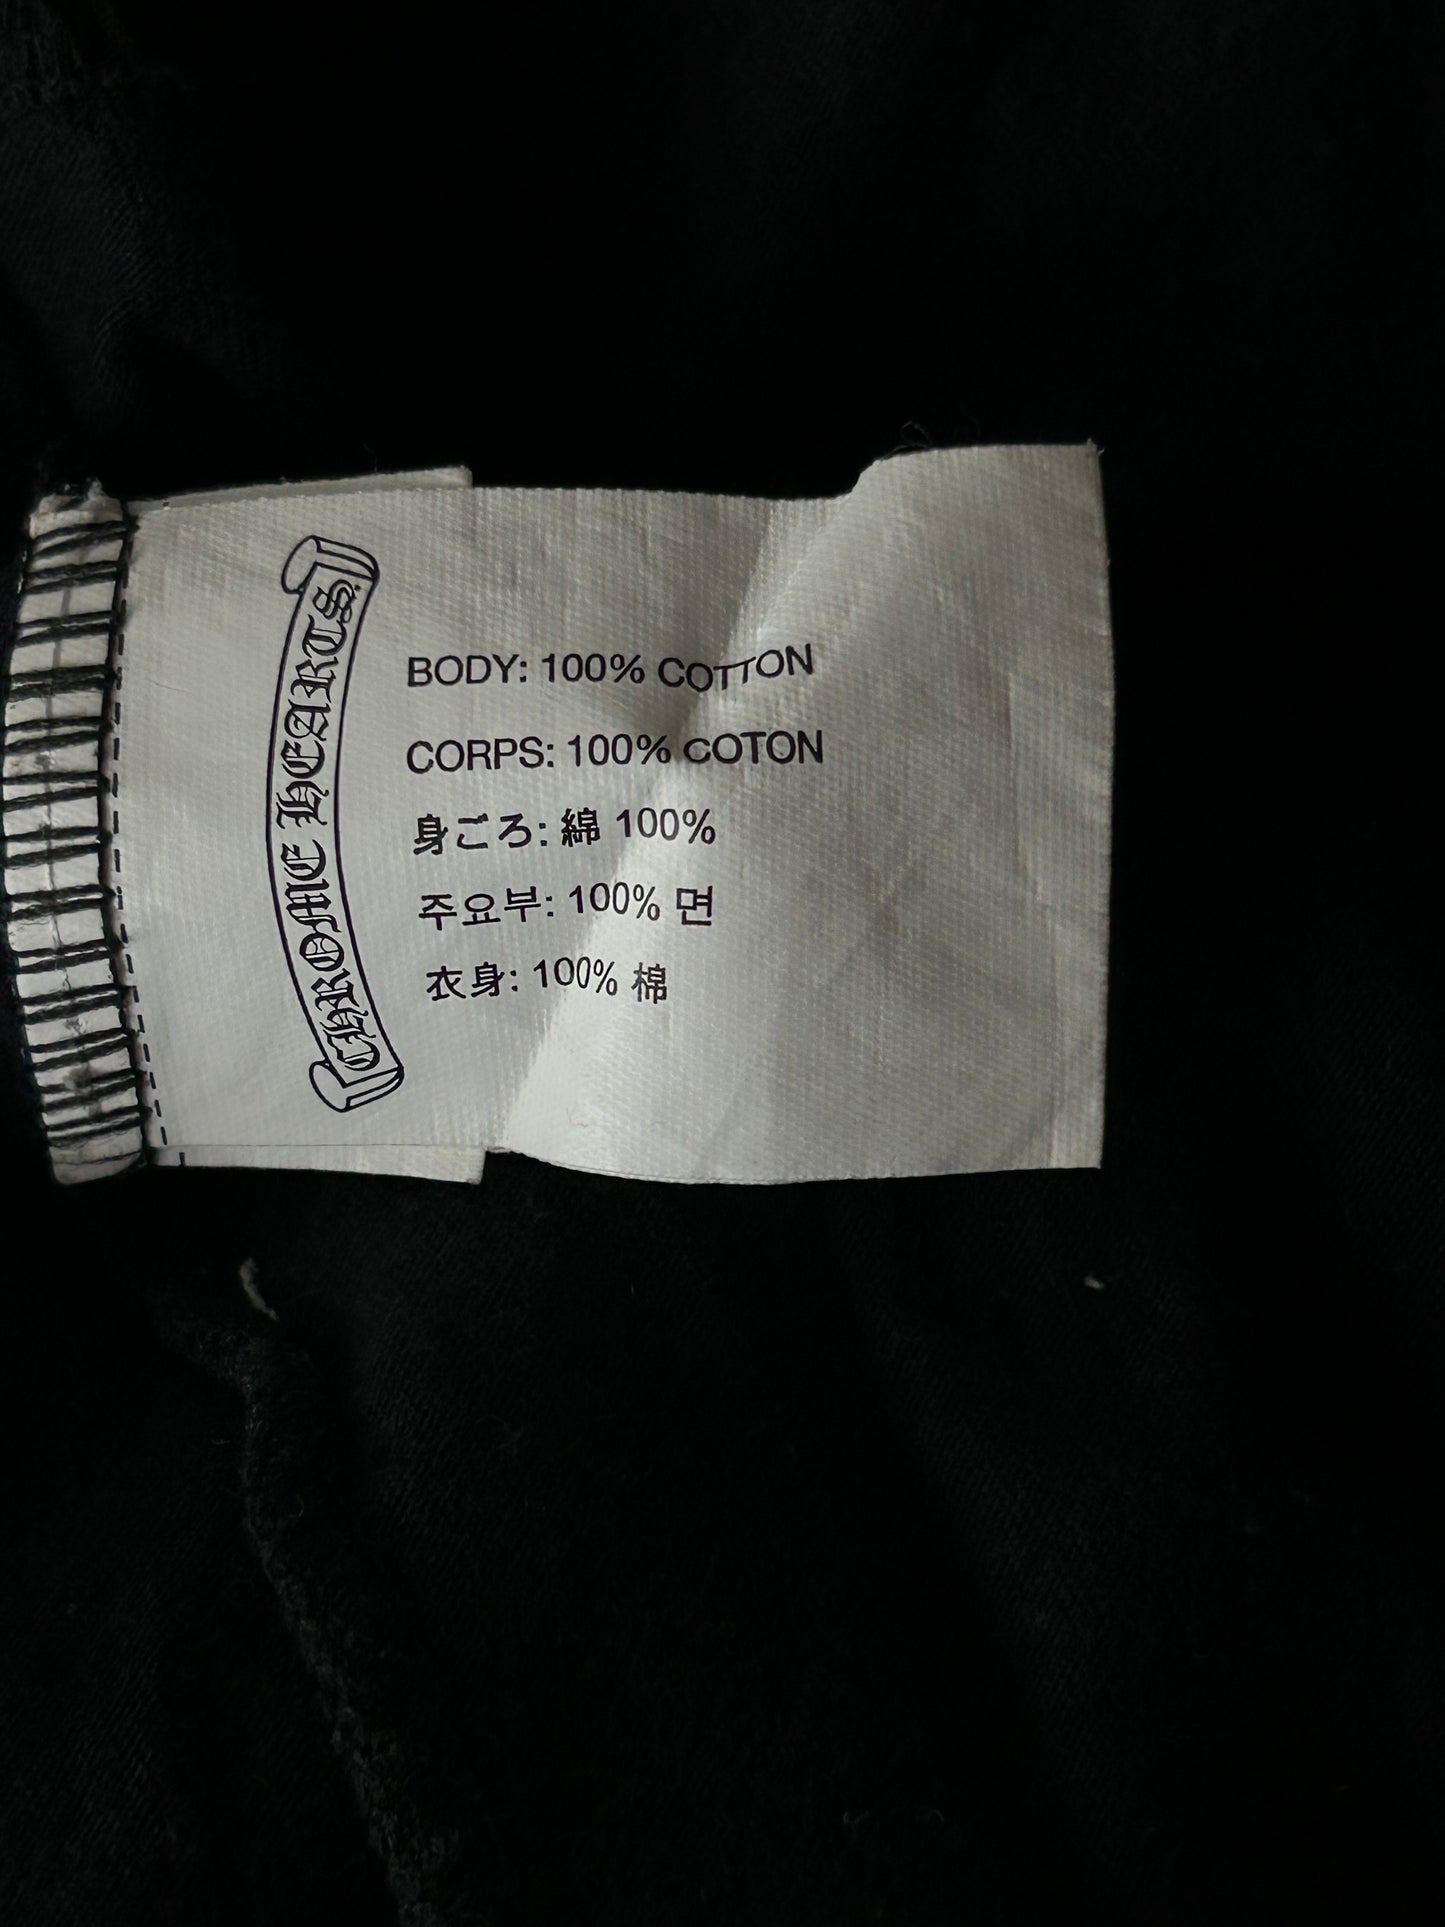 CHROME HEARTS
BODY: 100% COTTON
CORPS: 100% COTON
身ごろ: 綿 100%
주요부: 100% 면
衣身: 100% 棉